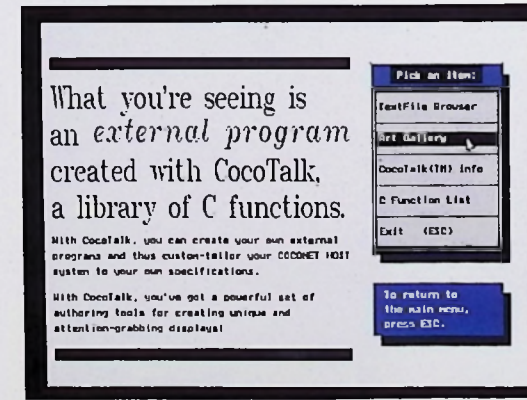 What you're seeing is
an external program
created with CocoTalk,
a library of C functions.
With CocoTalk, you can create your own external
programs and thus custom-tailor your COCONET HOST
system to your own specifications.
With CocoTalk, you've got a powerful set of
authoring tools for creating unique and
attention-grabbing displays!
Pick an item:
TextFile Browser
Art Gallery
CocoTalk(TM) info
C Function List
Exit (ESC)
To return to
the main menu,
press ESC.